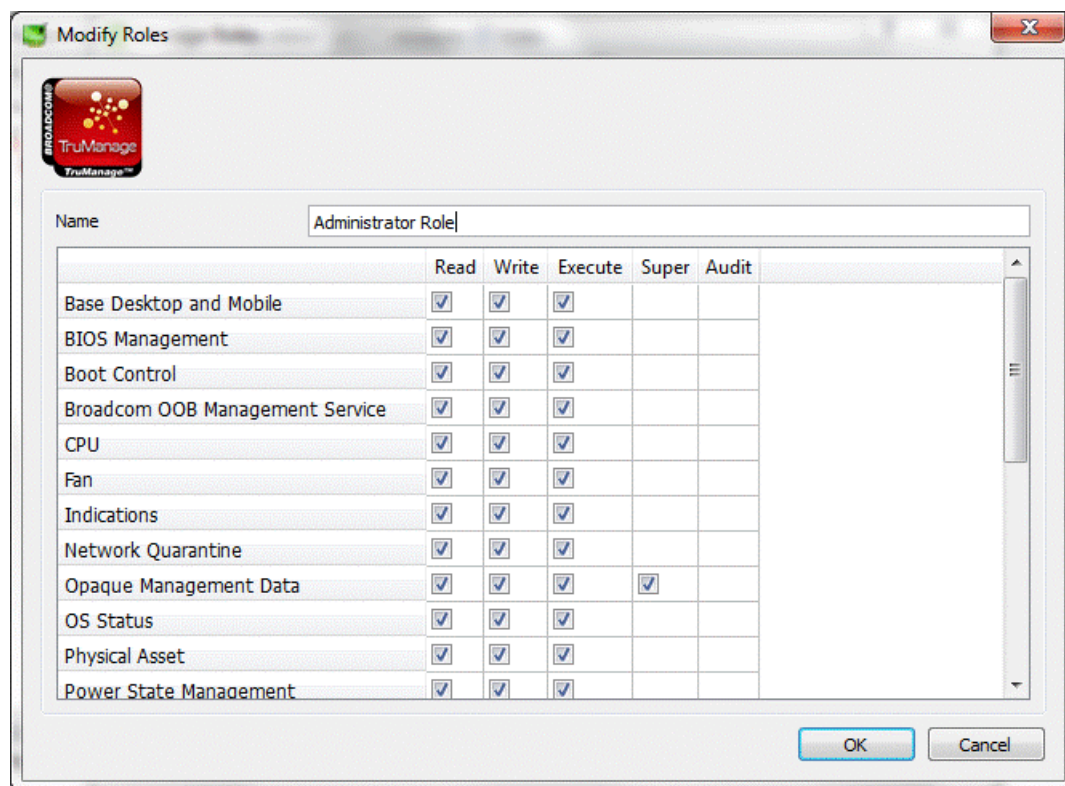 Modify Roles
BROADCOM®
TruManage
TruManage™
Name Administrator Role
Read Write Execute Super Audit
Base Desktop and Mobile
BIOS Management
Boot Control
Broadcom OOB Management Service
CPU
Fan
Indications
Network Quarantine
Opaque Management Data
OS Status
Physical Asset
Power State Management
OK Cancel